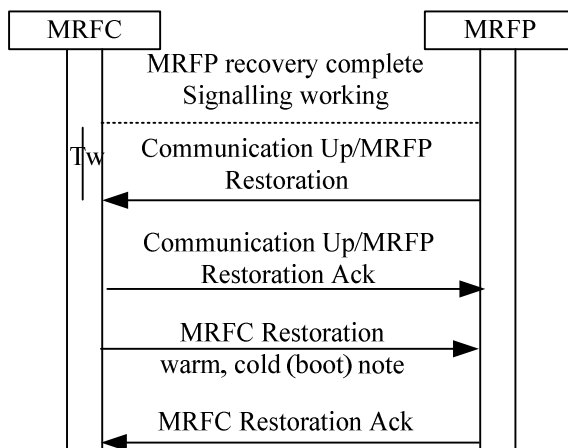 MRFC
MRFP
MRFP recovery complete
Signalling working
Tw
Communication Up/MRFP
Restoration
Communication Up/MRFP
Restoration Ack
MRFC Restoration
warm, cold (boot) note
MRFC Restoration Ack